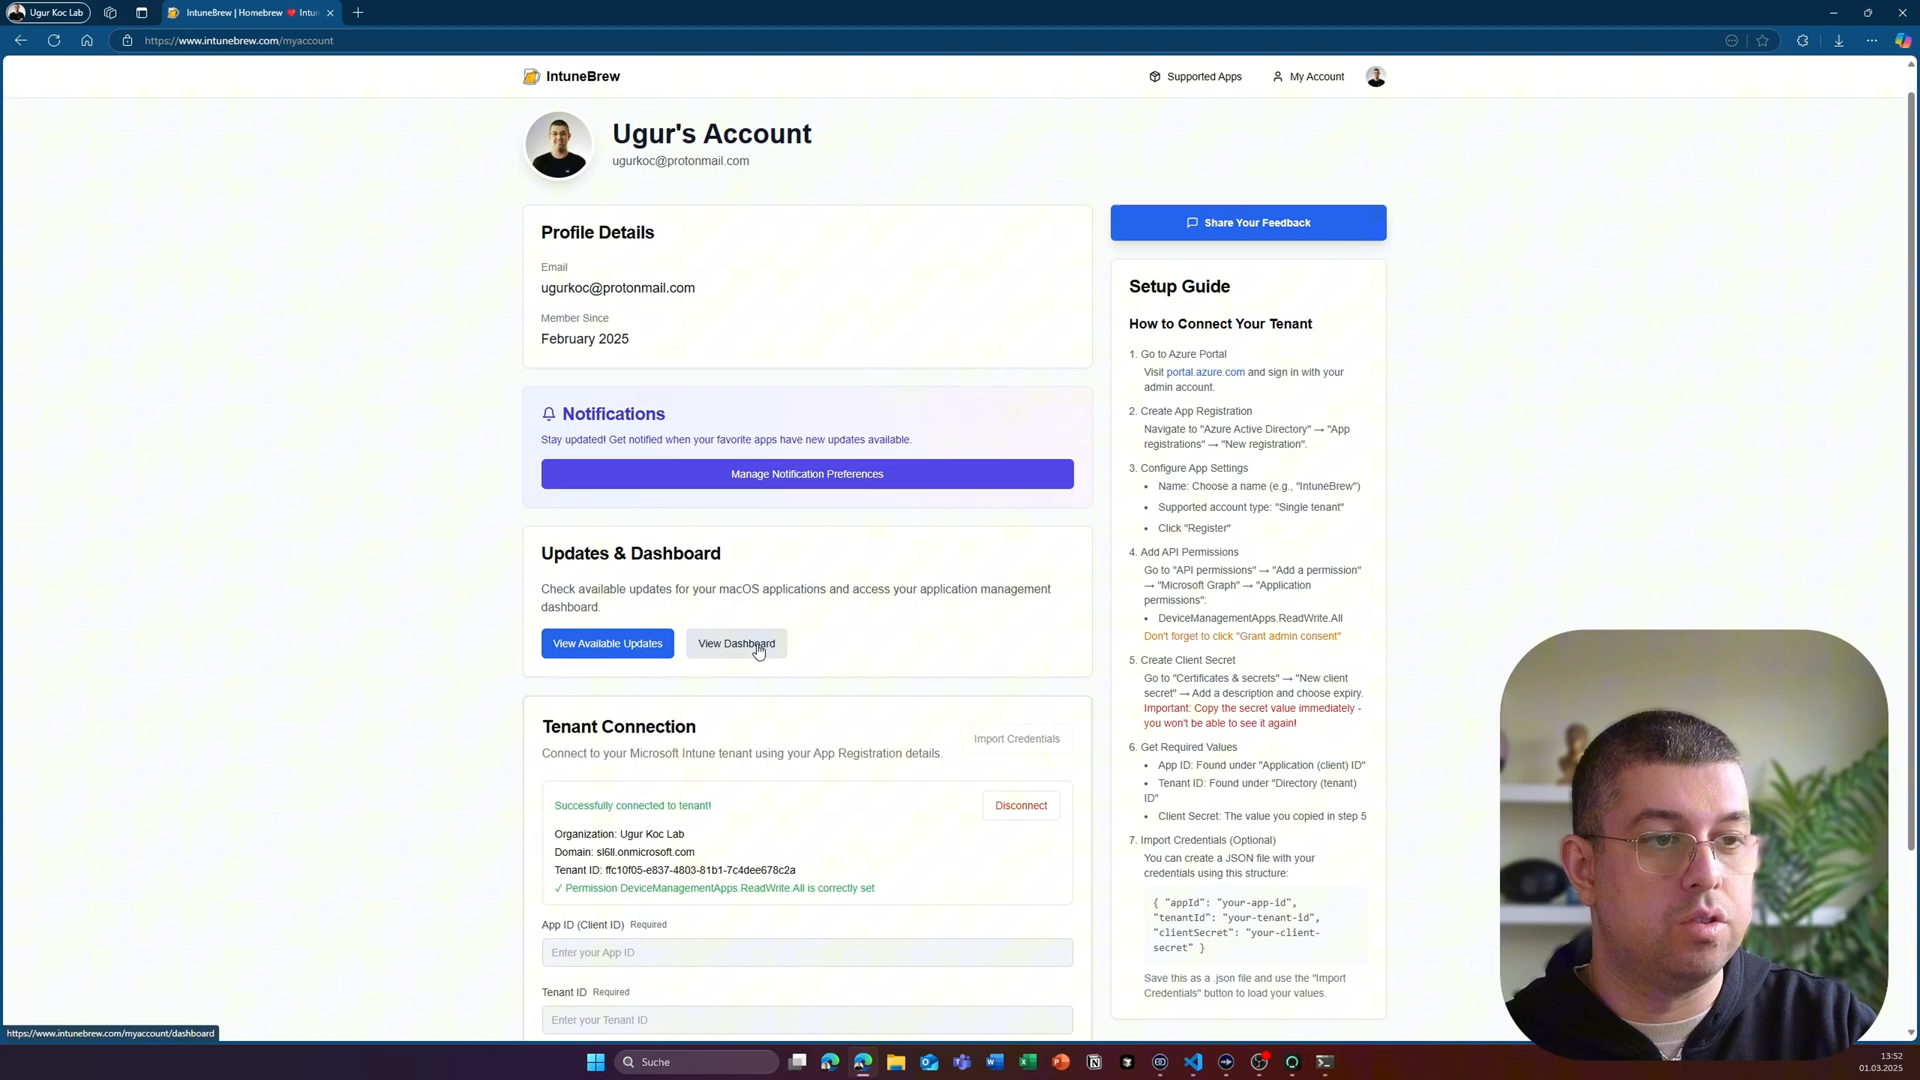 Ugur Koc Lab
IntuneBrew | Homebrew ❤️ Intun
https://www.intunebrew.com/myaccount
IntuneBrew
Supported Apps
My Account
Ugur's Account
ugurkoc@protonmail.com
Profile Details
Email
ugurkoc@protonmail.com
Member Since
February 2025
Notifications
Stay updated! Get notified when your favorite apps have new updates available.
Manage Notification Preferences
Updates & Dashboard
Check available updates for your macOS applications and access your application management
dashboard.
View Available Updates
View Dashboard
Tenant Connection
Connect to your Microsoft Intune tenant using your App Registration details.
Import Credentials
Successfully connected to tenant!
Disconnect
Organization: Ugur Koc Lab
Domain: sl6ll.onmicrosoft.com
Tenant ID: ffc10f05-e837-4803-81b1-7c4dee678c2a
✓ Permission DeviceManagementApps.ReadWrite.All is correctly set
App ID (Client ID) Required
Enter your App ID
Tenant ID Required
Enter your Tenant ID
Share Your Feedback
Setup Guide
How to Connect Your Tenant
1. Go to Azure Portal
Visit portal.azure.com and sign in with your
admin account.
2. Create App Registration
Navigate to "Azure Active Directory" → "App
registrations" → "New registration".
3. Configure App Settings
• Name: Choose a name (e.g., "IntuneBrew")
• Supported account type: "Single tenant"
• Click "Register"
4. Add API Permissions
Go to "API permissions" → "Add a permission"
→ "Microsoft Graph" → "Application
permissions":
• DeviceManagementApps.ReadWrite.All
Don't forget to click "Grant admin consent"
5. Create Client Secret
Go to "Certificates & secrets" → "New client
secret" → Add a description and choose expiry.
Important: Copy the secret value immediately -
you won't be able to see it again!
6. Get Required Values
• App ID: Found under "Application (client) ID"
• Tenant ID: Found under "Directory (tenant)
ID"
• Client Secret: The value you copied in step 5
7. Import Credentials (Optional)
You can create a JSON file with your
credentials using this structure:
{ "appId": "your-app-id",
"tenantId": "your-tenant-id",
"clientSecret": "your-client-
secret" }
Save this as a .json file and use the "Import
Credentials" button to load your values.
https://www.intunebrew.com/myaccount/dashboard
Suche
13:52
01.03.2025